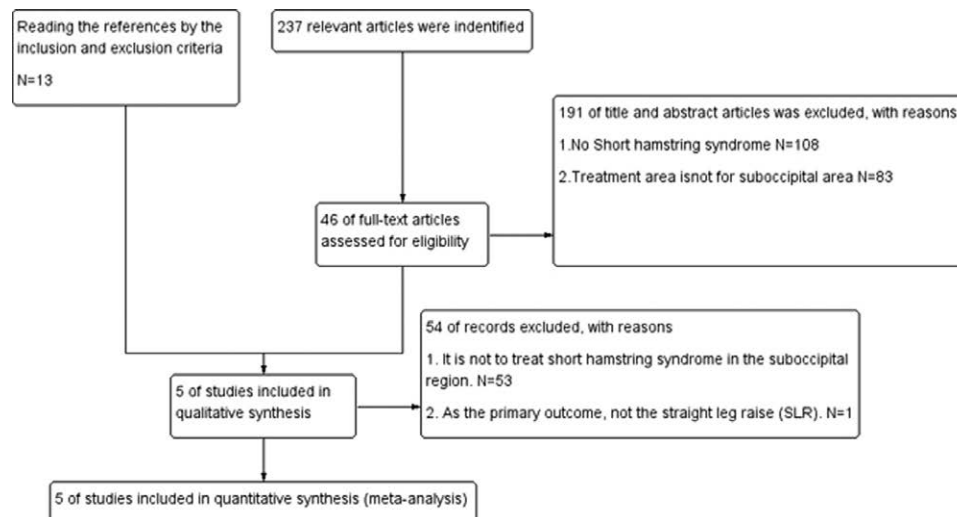 Reading the references by the
inclusion and exclusion criteria
N=13
237 relevant articles were indentified
191 of title and abstract articles was excluded, with reasons
1.No Short hamstring syndrome N=108
2.Treatment area isnot for suboccipital area N=83
46 of full-text articles
assessed for eligibility
54 of records excluded, with reasons
1. It is not to treat short hamstring syndrome in the suboccipital
region. N=53
2. As the primary outcome, not the straight leg raise (SLR). N=1
5 of studies included in
qualitative synthesis
5 of studies included in quantitative synthesis (meta-analysis)